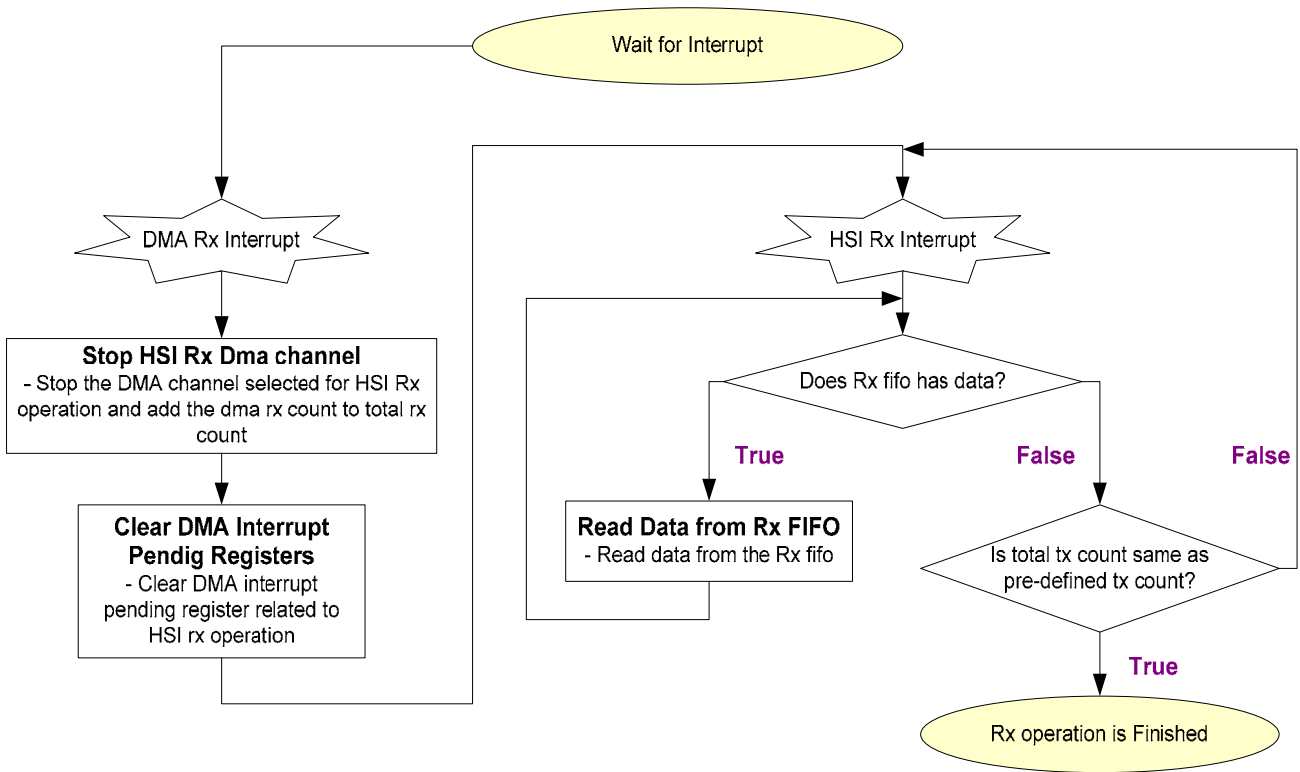 Wait for Interrupt
DMA Rx Interrupt
Stop HSI Rx Dma channel
- Stop the DMA channel selected for HSI Rx
operation and add the dma rx count to total rx
count
Clear DMA Interrupt
Pendig Registers
- Clear DMA interrupt
pending register related to
HSI rx operation
HSI Rx Interrupt
Does Rx fifo has data?
True
False
False
Read Data from Rx FIFO
- Read data from the Rx fifo
Is total tx count same as
pre-defined tx count?
True
Rx operation is Finished